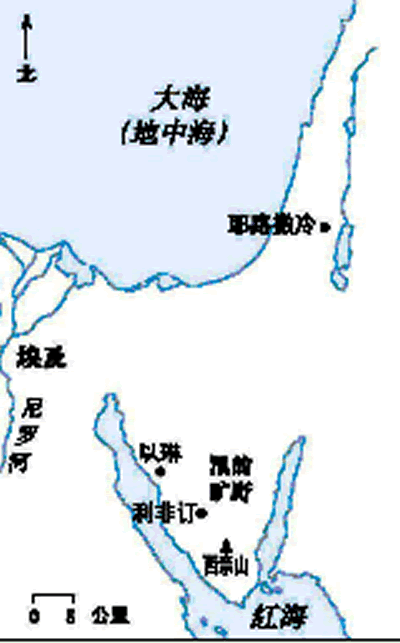 北
大海
(地中海)
耶路撒冷
埃及
尼
罗
河
以琳
汛的
旷野
利非订
西奈山
0 8 公里
红海